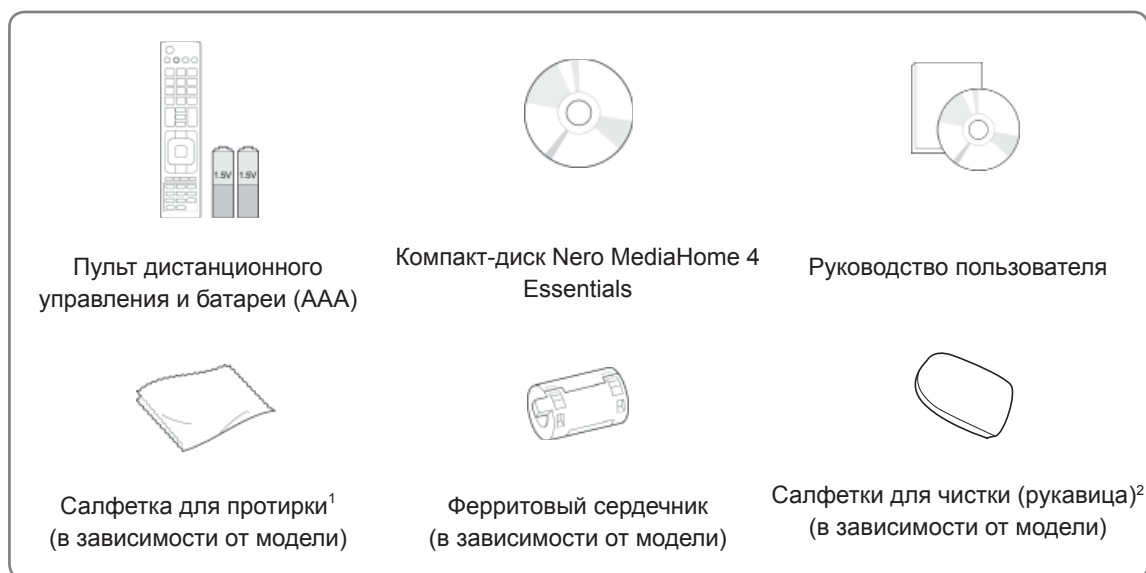 1.5V 1.5V
Пульт дистанционного
управления и батареи (AAA)
Компакт-диск Nero MediaHome 4
Essentials
Руководство пользователя
Салфетка для протирки¹
(в зависимости от модели)
Ферритовый сердечник
(в зависимости от модели)
Салфетки для чистки (рукавица)²
(в зависимости от модели)